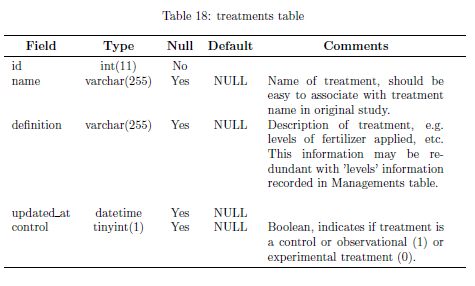 Table 18: treatments table
Field Type Null Default Comments
id int(11) No
name varchar(255) Yes NULL Name of treatment, should be
easy to associate with treatment
name in original study.
definition varchar(255) Yes NULL Description of treatment, e.g.
levels of fertilizer applied, etc.
This information may be re-
dundant with 'levels' information
recorded in Managements table.
updated_at datetime Yes NULL
control tinyint(1) Yes NULL Boolean, indicates if treatment is
a control or observational (1) or
experimental treatment (0).